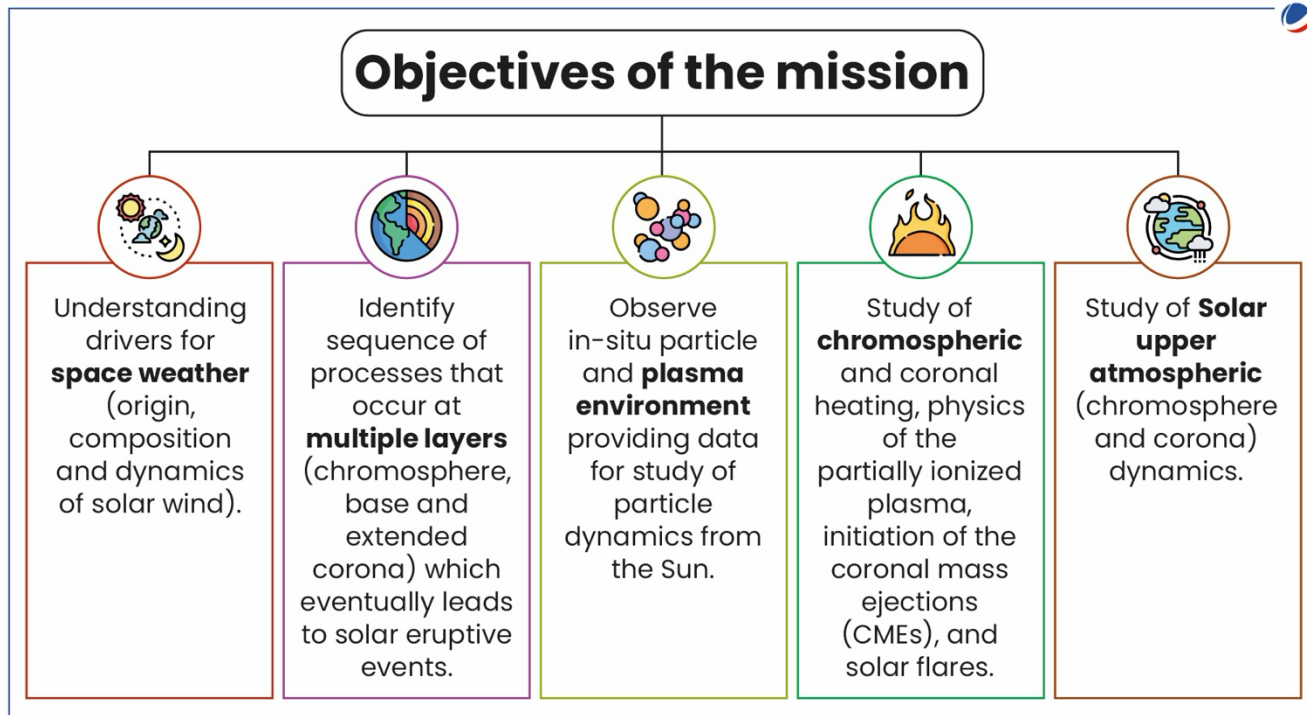 Objectives of the mission
Understanding
drivers for
space weather
(origin,
composition
and dynamics
of solar wind).
Identify
sequence of
processes that
occur at
multiple layers
(chromosphere,
base and
extended
corona) which
eventually leads
to solar eruptive
events.
Observe
in-situ particle
and plasma
environment
providing data
for study of
particle
dynamics from
the Sun.
Study of
chromospheric
and coronal
heating, physics
of the
partially ionized
plasma,
initiation of the
coronal mass
ejections
(CMEs), and
solar flares.
Study of Solar
upper
atmospheric
(chromosphere
and corona)
dynamics.